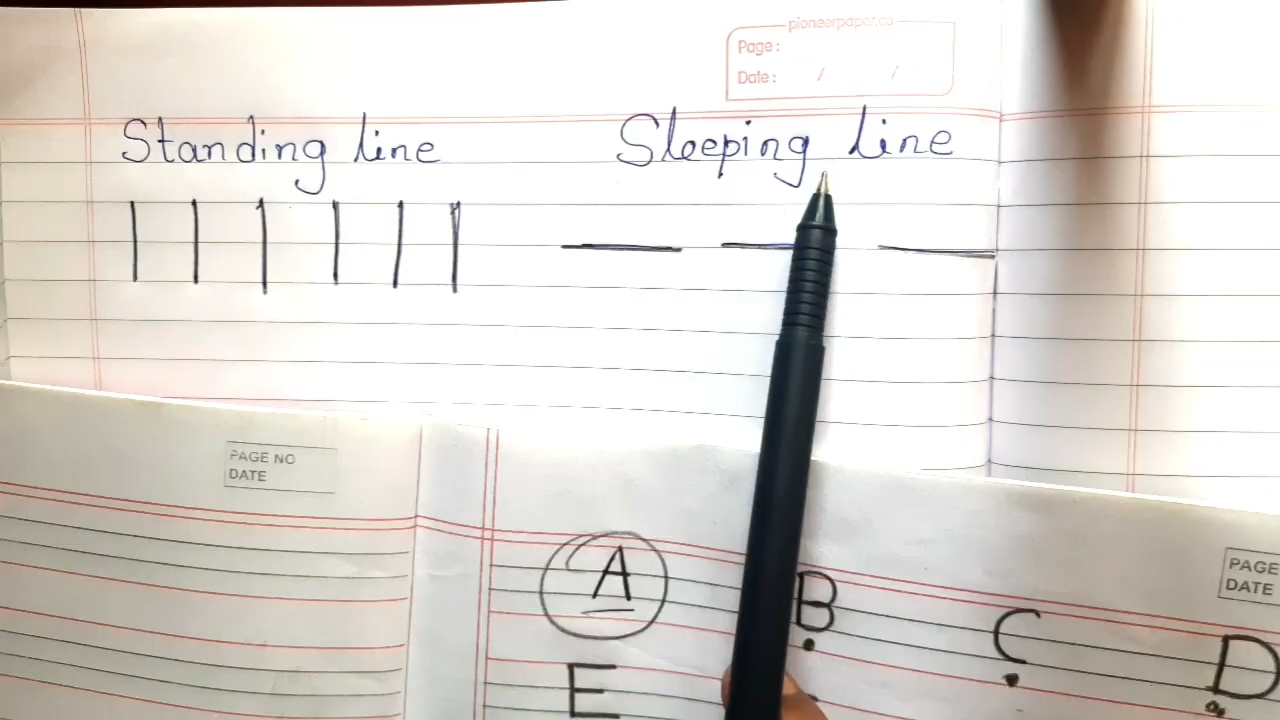 pioneerpaper.co
Page :
Date : / /
Standing line
Sleeping line
PAGE NO
DATE
PAGE
DATE
A
B
C
D
E